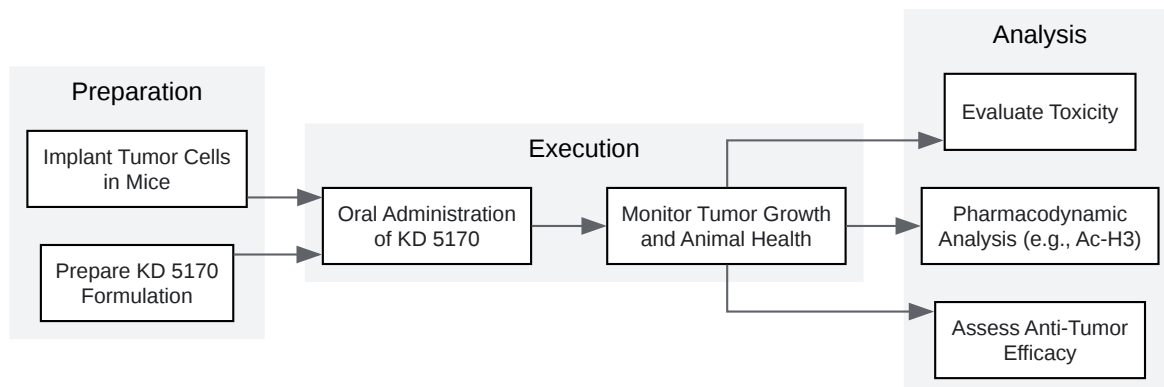 Preparation
Implant Tumor Cells
in Mice
Prepare KD 5170
Formulation
Execution
Oral Administration
of KD 5170
Monitor Tumor Growth
and Animal Health
Analysis
Evaluate Toxicity
Pharmacodynamic
Analysis (e.g., Ac-H3)
Assess Anti-Tumor
Efficacy